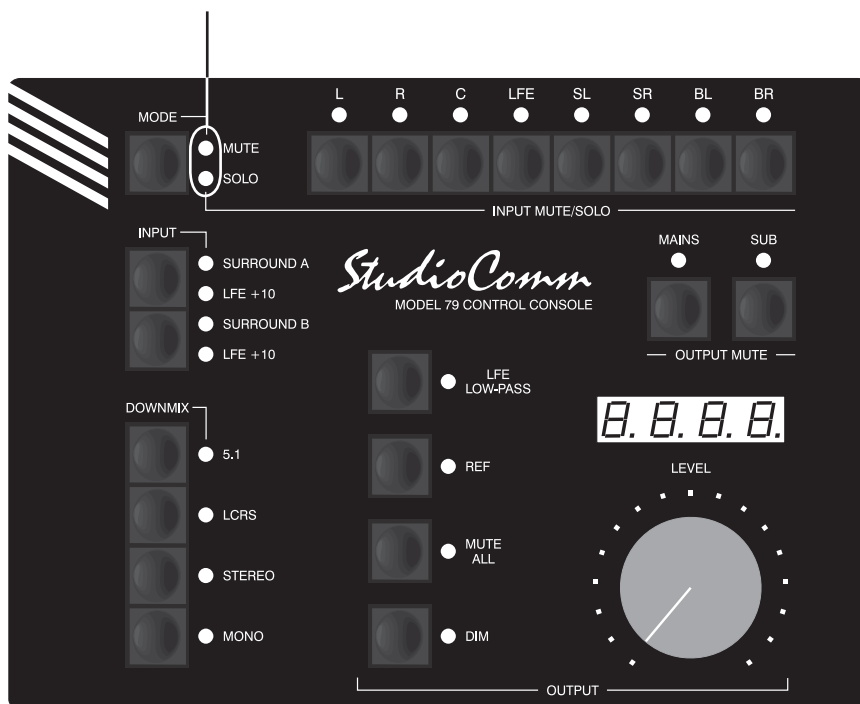 L R C LFE SL SR BL BR
MODE
MUTE
SOLO
INPUT MUTE/SOLO
INPUT
SURROUND A
LFE +10
SURROUND B
LFE +10
StudioComm
MODEL 79 CONTROL CONSOLE
MAINS SUB
OUTPUT MUTE
LFE
LOW-PASS
8.8.8.8.
DOWNMIX
5.1
LCRS
STEREO
MONO
REF
MUTE
ALL
DIM
LEVEL
OUTPUT